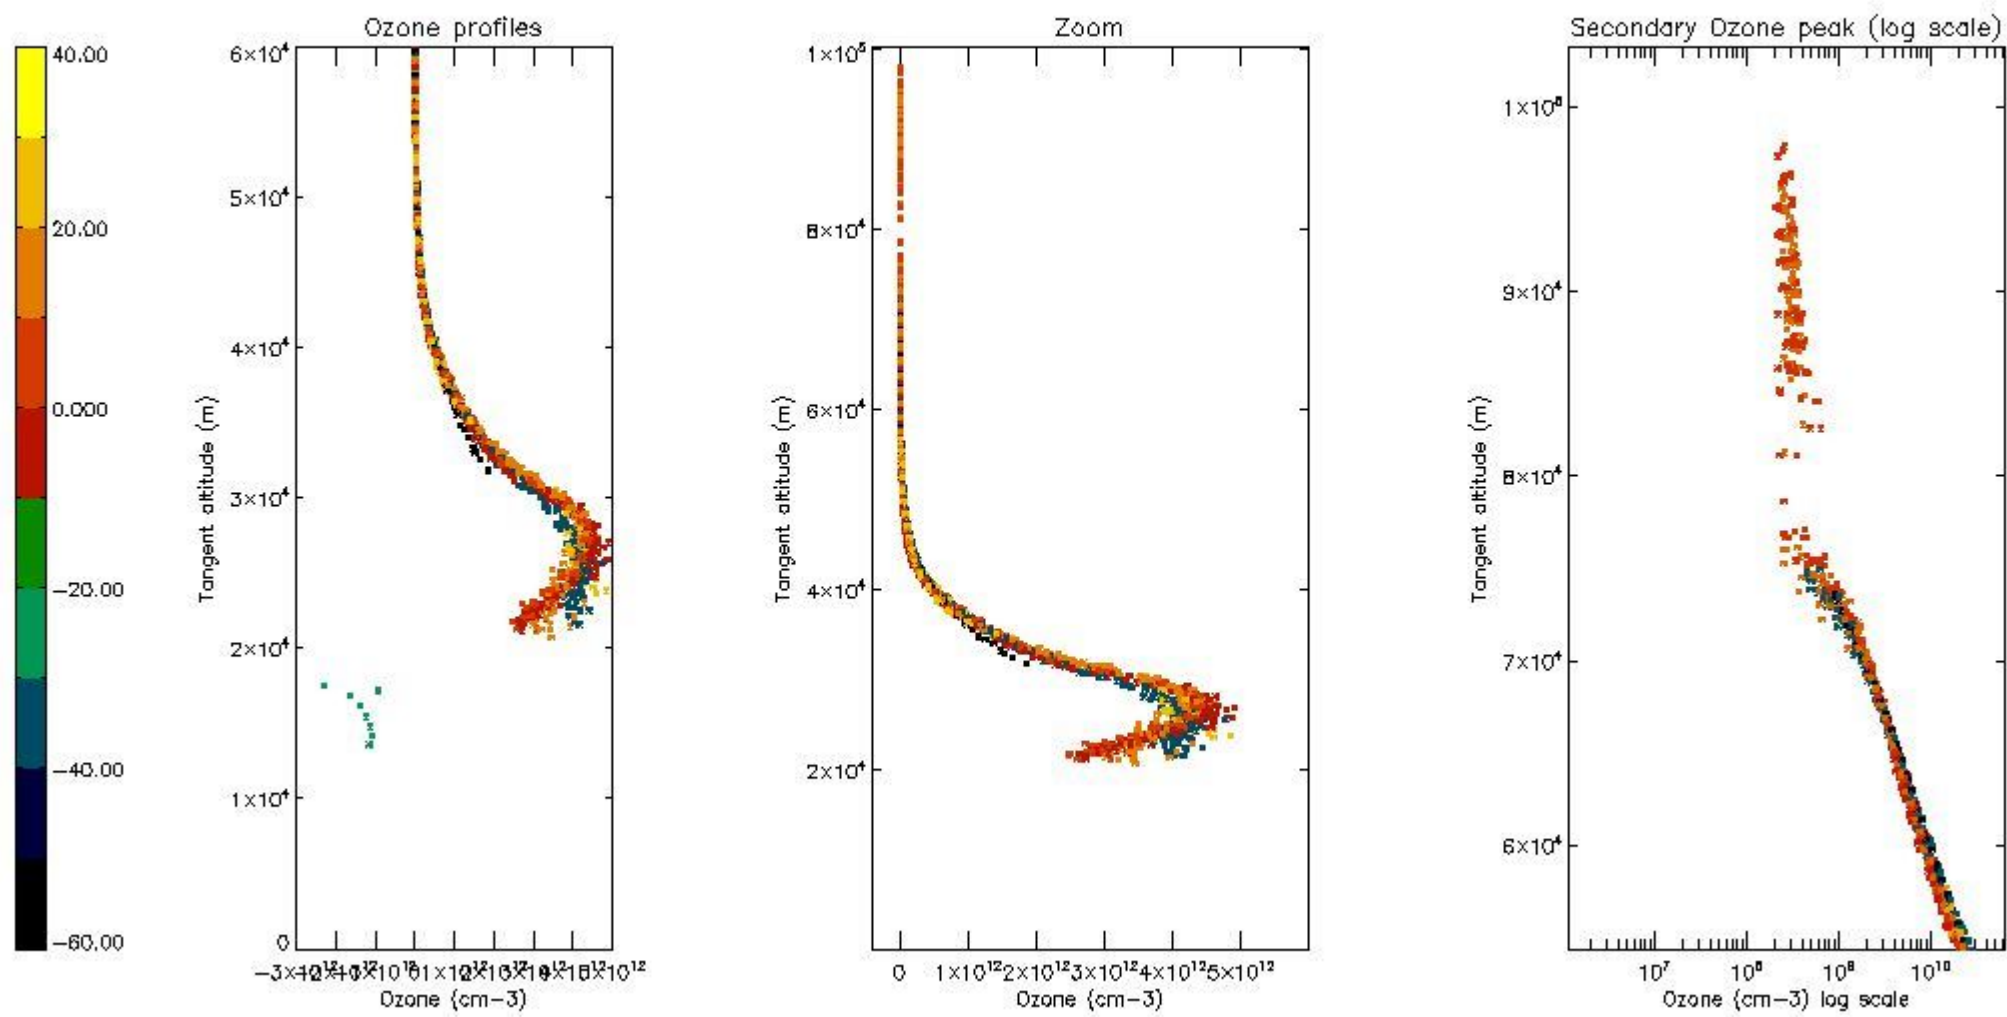 Ozone profiles
Zoom
Secondary Ozone peak (log scale)
40.00
20.00
0.000
−20.00
−40.00
−60.00
6×10⁴
5×10⁴
4×10⁴
3×10⁴
2×10⁴
1×10⁴
0
Tangent altitude (m)
Ozone (cm−3)
1×10⁵
8×10⁴
6×10⁴
4×10⁴
2×10⁴
Tangent altitude (m)
0 1×10¹² 2×10¹² 3×10¹² 4×10¹² 5×10¹²
Ozone (cm−3)
9×10⁴
8×10⁴
7×10⁴
6×10⁴
Tangent altitude (m)
10⁷ 10⁸ 10⁹ 10¹⁰
Ozone (cm−3) log scale